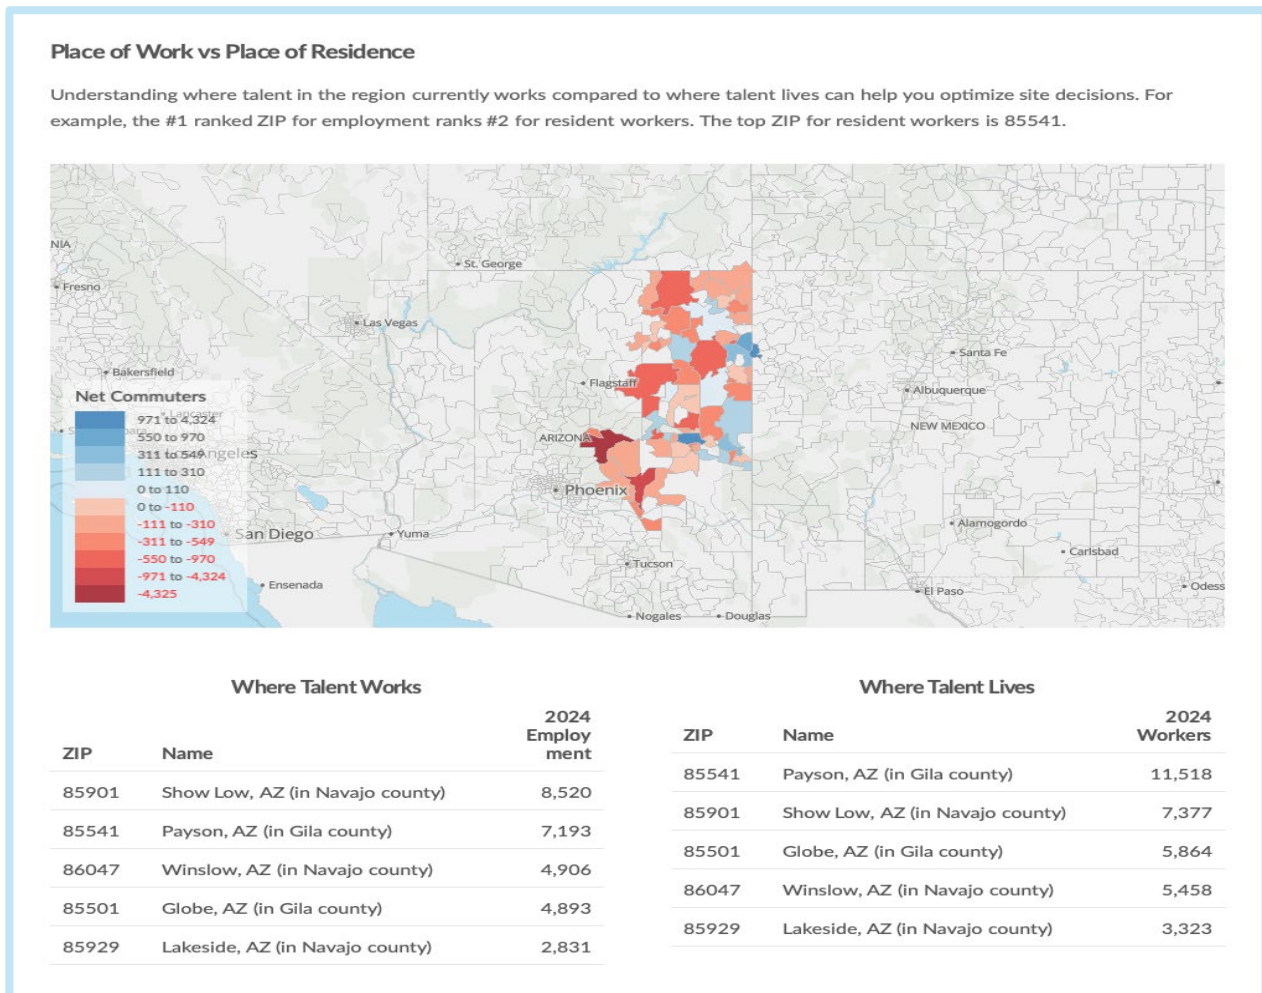 Place of Work vs Place of Residence
Understanding where talent in the region currently works compared to where talent lives can help you optimize site decisions. For
example, the #1 ranked ZIP for employment ranks #2 for resident workers. The top ZIP for resident workers is 85541.
NIA
Fresno
St. George
Las Vegas
Bakersfield
Santa Fe
Flagstaff
Albuquerque
NEW MEXICO
ARIZONA
Phoenix
San Diego
Yuma
Alamogordo
Carlsbad
Tucson
Ensenada
El Paso
Odess
Nogales
Douglas
Net Commuters
Lancaster
971 to 4,324
550 to 970
311 to 549
111 to 310
0 to 110
0 to -110
-111 to -310
-311 to -549
-550 to -970
-971 to -4,324
-4,325
Where Talent Works
ZIP Name 2024
Employ
ment
85901 Show Low, AZ (in Navajo county) 8,520
85541 Payson, AZ (in Gila county) 7,193
86047 Winslow, AZ (in Navajo county) 4,906
85501 Globe, AZ (in Gila county) 4,893
85929 Lakeside, AZ (in Navajo county) 2,831
Where Talent Lives
ZIP Name 2024
Workers
85541 Payson, AZ (in Gila county) 11,518
85901 Show Low, AZ (in Navajo county) 7,377
85501 Globe, AZ (in Gila county) 5,864
86047 Winslow, AZ (in Navajo county) 5,458
85929 Lakeside, AZ (in Navajo county) 3,323